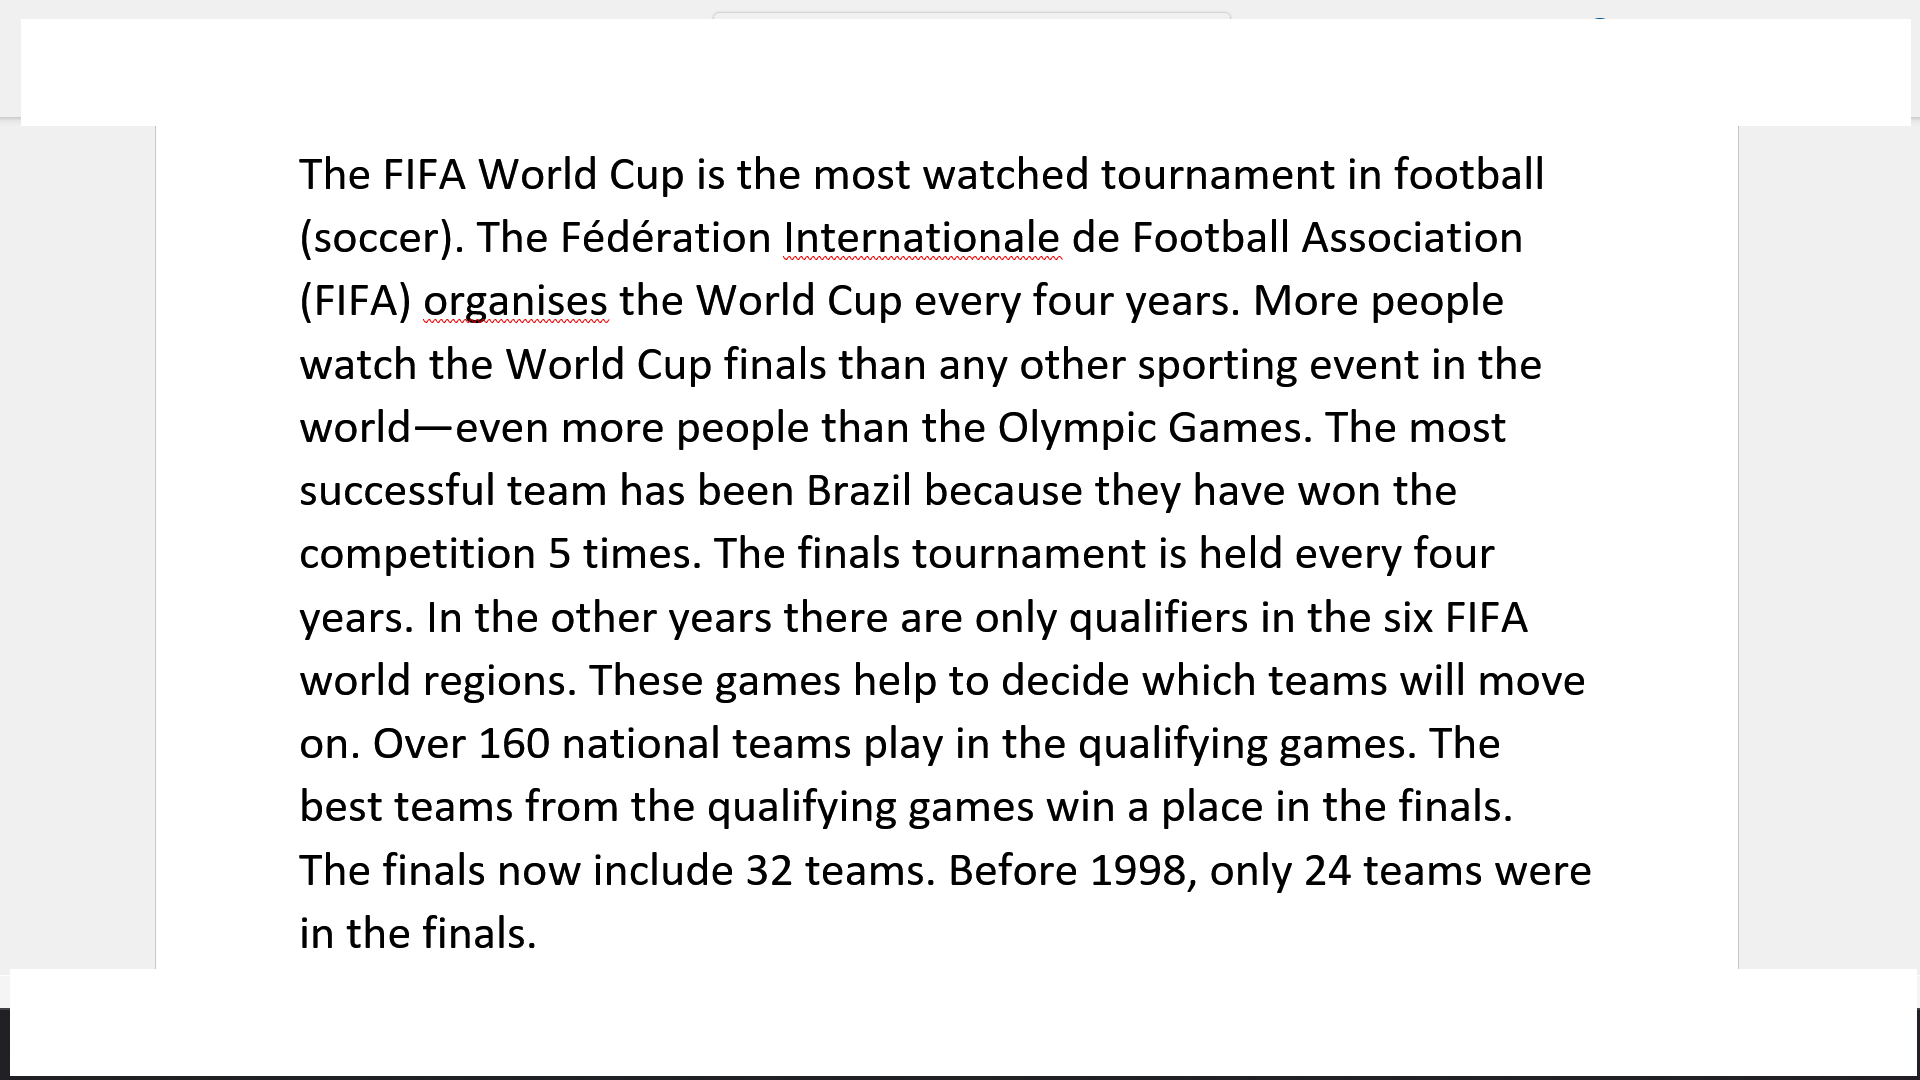 The FIFA World Cup is the most watched tournament in football
(soccer). The Fédération Internationale de Football Association
(FIFA) organises the World Cup every four years. More people
watch the World Cup finals than any other sporting event in the
world—even more people than the Olympic Games. The most
successful team has been Brazil because they have won the
competition 5 times. The finals tournament is held every four
years. In the other years there are only qualifiers in the six FIFA
world regions. These games help to decide which teams will move
on. Over 160 national teams play in the qualifying games. The
best teams from the qualifying games win a place in the finals.
The finals now include 32 teams. Before 1998, only 24 teams were
in the finals.